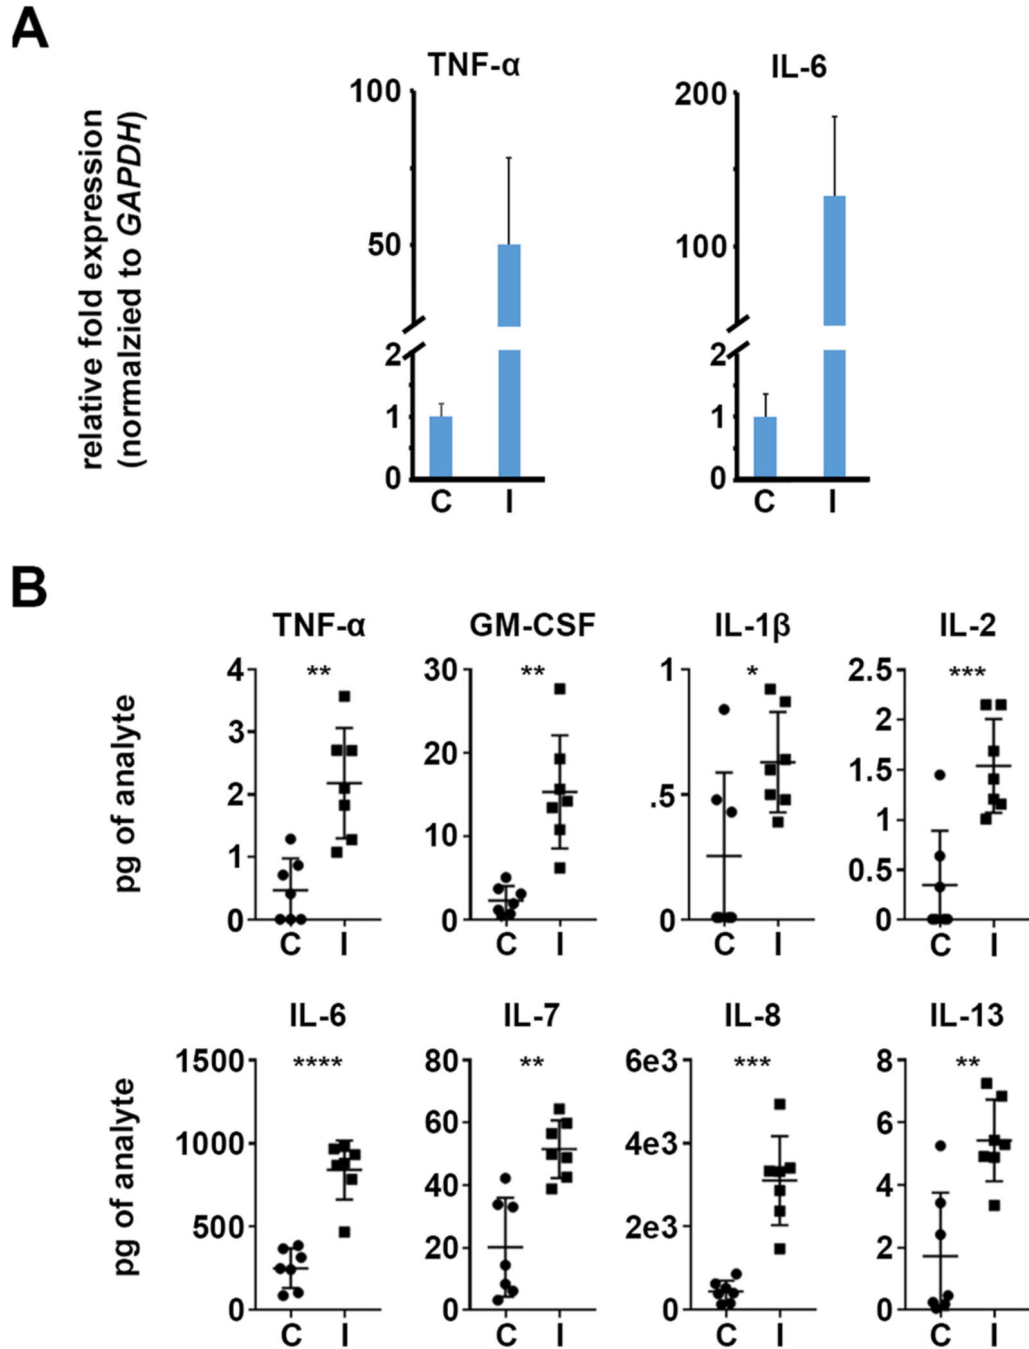 A
TNF-α IL-6
relative fold expression
(normalzied to GAPDH)
100 200
50 100
2 2
1 1
0 0
C I C I
B
TNF-α GM-CSF IL-1β IL-2
pg of analyte
** ** * ***
4 30 1 2.5
3 20 .5 2
2 10 0 1.5
1 0 1
0 0.5
0
C I C I C I C I
IL-6 IL-7 IL-8 IL-13
pg of analyte
**** ** *** **
1500 80 6e3 8
1000 60 4e3 6
500 40 2e3 4
0 20 0 2
0 0
C I C I C I C I